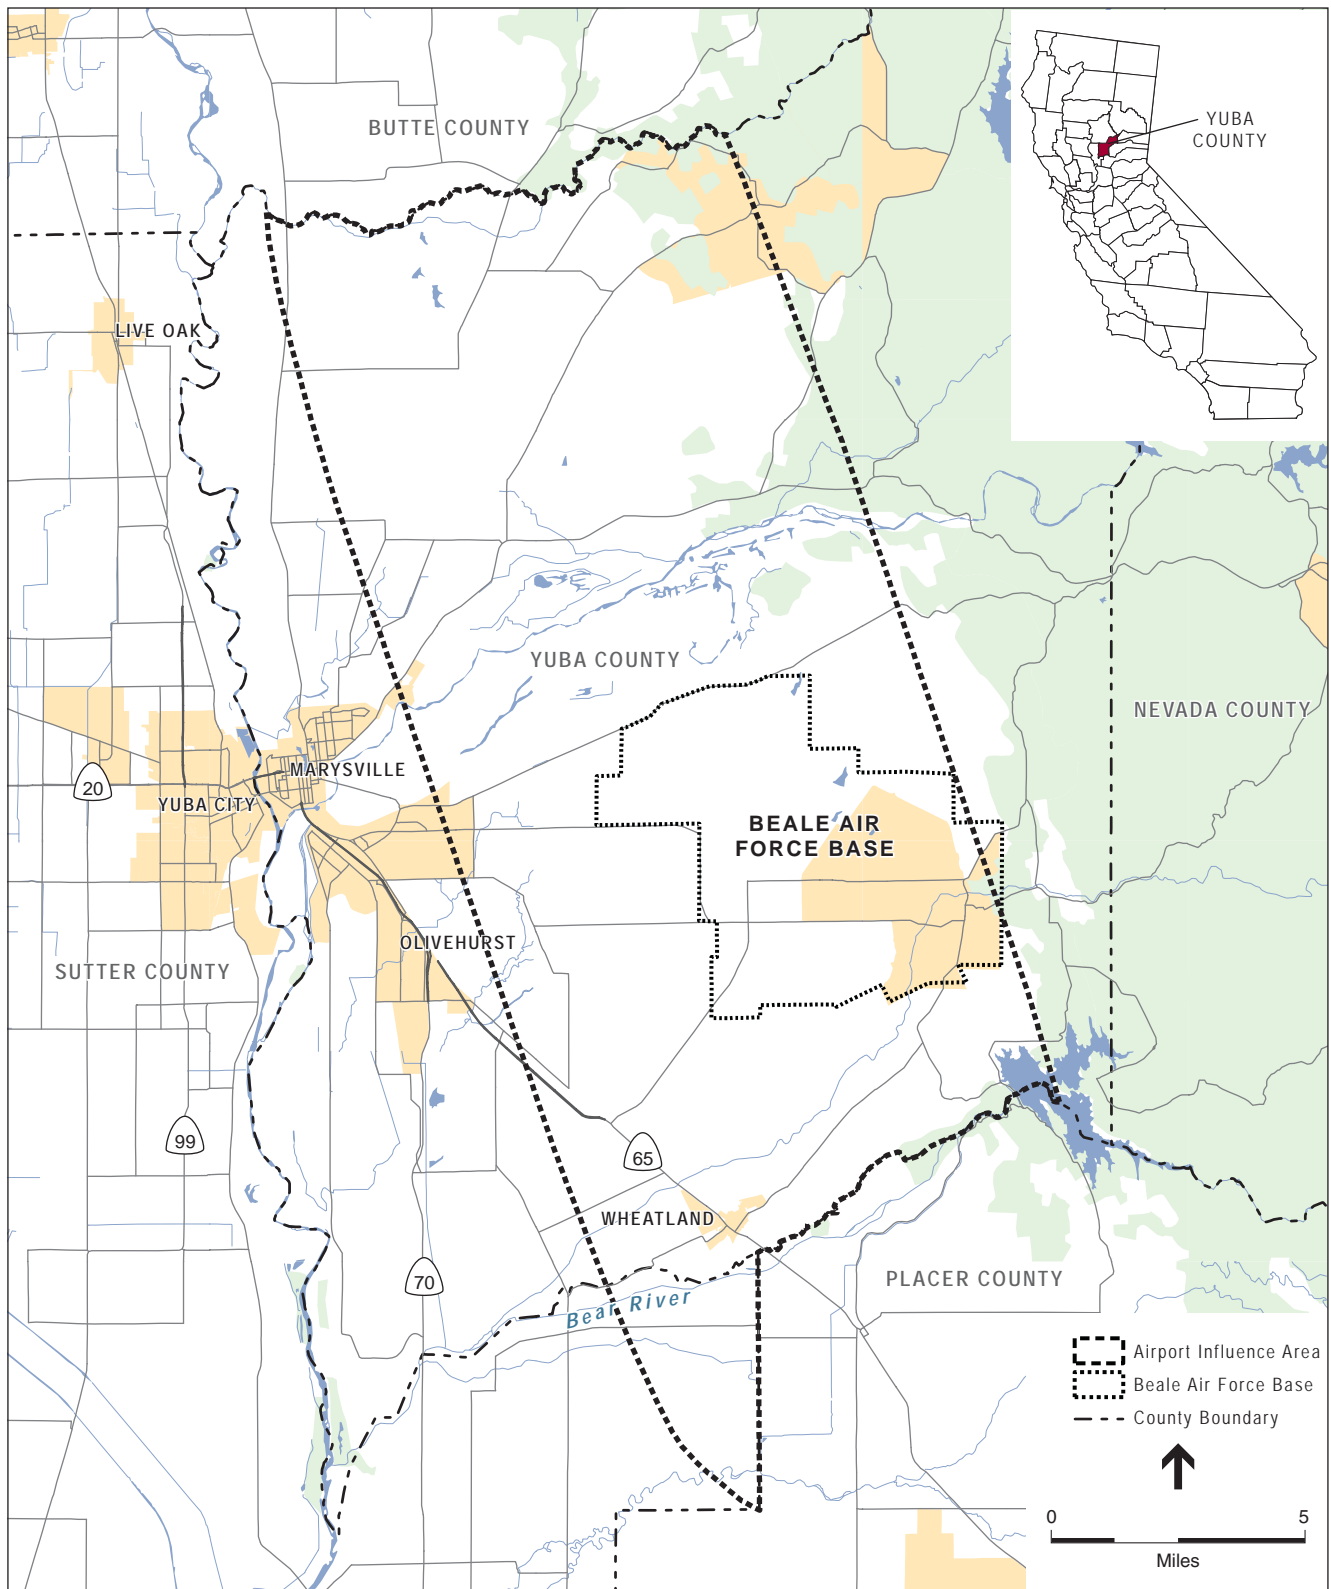 BUTTE COUNTY
YUBA
COUNTY
LIVE OAK
YUBA COUNTY
NEVADA COUNTY
MARYSVILLE
20
YUBA CITY
BEALE AIR
FORCE BASE
OLIVEHURST
SUTTER COUNTY
99
65
WHEATLAND
70
PLACER COUNTY
Bear River
Airport Influence Area
Beale Air Force Base
County Boundary
0
5
Miles